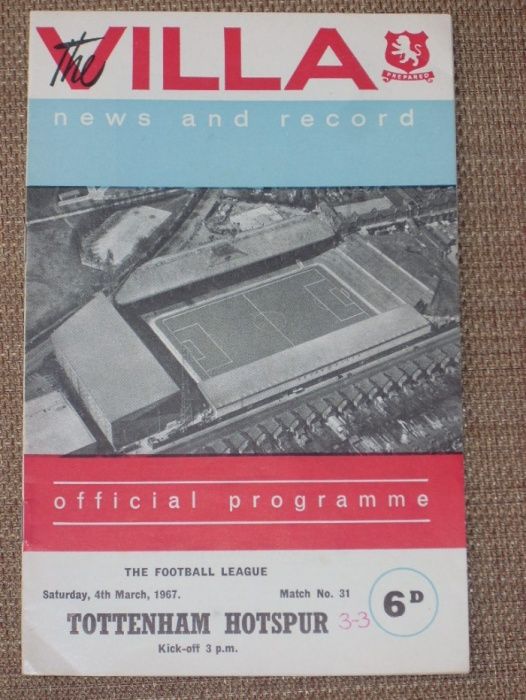 The VILLA
PREPARED
news and record
official programme
THE FOOTBALL LEAGUE
Saturday, 4th March, 1967. Match No. 31
6D
TOTTENHAM HOTSPUR 3-3
Kick-off 3 p.m.